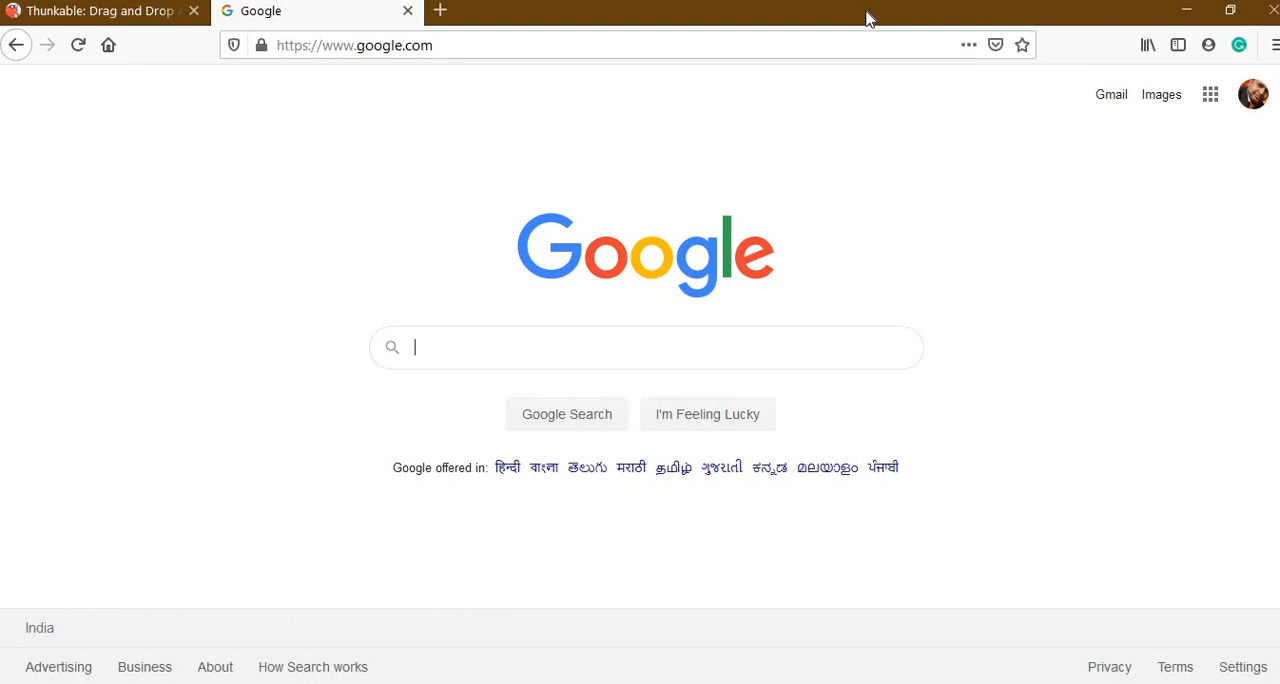 Thunkable: Drag and Drop
Google
https://www.google.com
Gmail Images
Google
Google Search I'm Feeling Lucky
Google offered in: हिन्दी বাংলা తెలుగు मराठी தமிழ் ગુજરાતી ಕನ್ನಡ മലയാളം ਪੰਜਾਬੀ
India
Advertising Business About How Search works Privacy Terms Settings